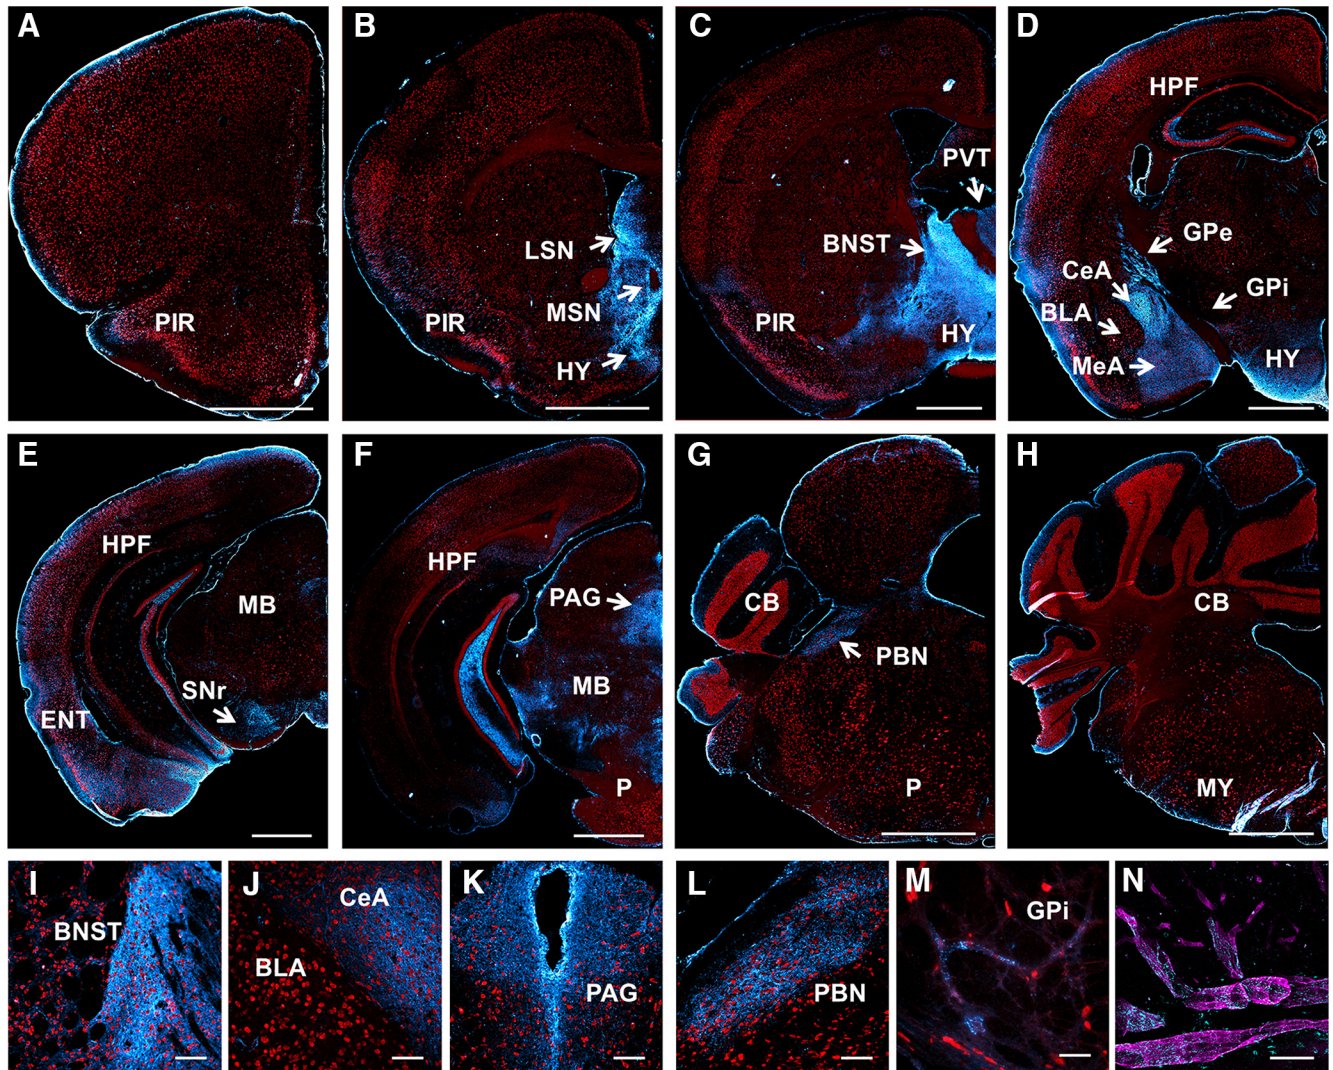 A
PIR
B
LSN
MSN
PIR
HY
C
PVT
BNST
PIR
HY
D
HPF
GPe
CeA
GPi
BLA
MeA
HY
E
HPF
MB
SNr
ENT
F
HPF
PAG
MB
P
G
CB
PBN
P
H
CB
MY
I
BNST
J
CeA
BLA
K
PAG
L
PBN
M
GPi
N